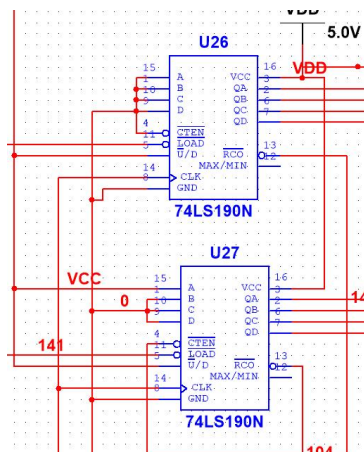 VDD
5.0V
U26
15 A VCC 16
1 B QA 3
10 C QB 2
9 D QC 6
QD 7
4 CTEN
11 LOAD RCO 13
5 U/D MAX/MIN 12
14 CLK
8 GND
VDD
74LS190N
U27
VCC
0
141
15 A VCC 16
1 B QA 3
10 C QB 2
9 D QC 6
QD 7
4 CTEN
11 LOAD RCO 13
5 U/D MAX/MIN 12
14 CLK
8 GND
14
74LS190N
104